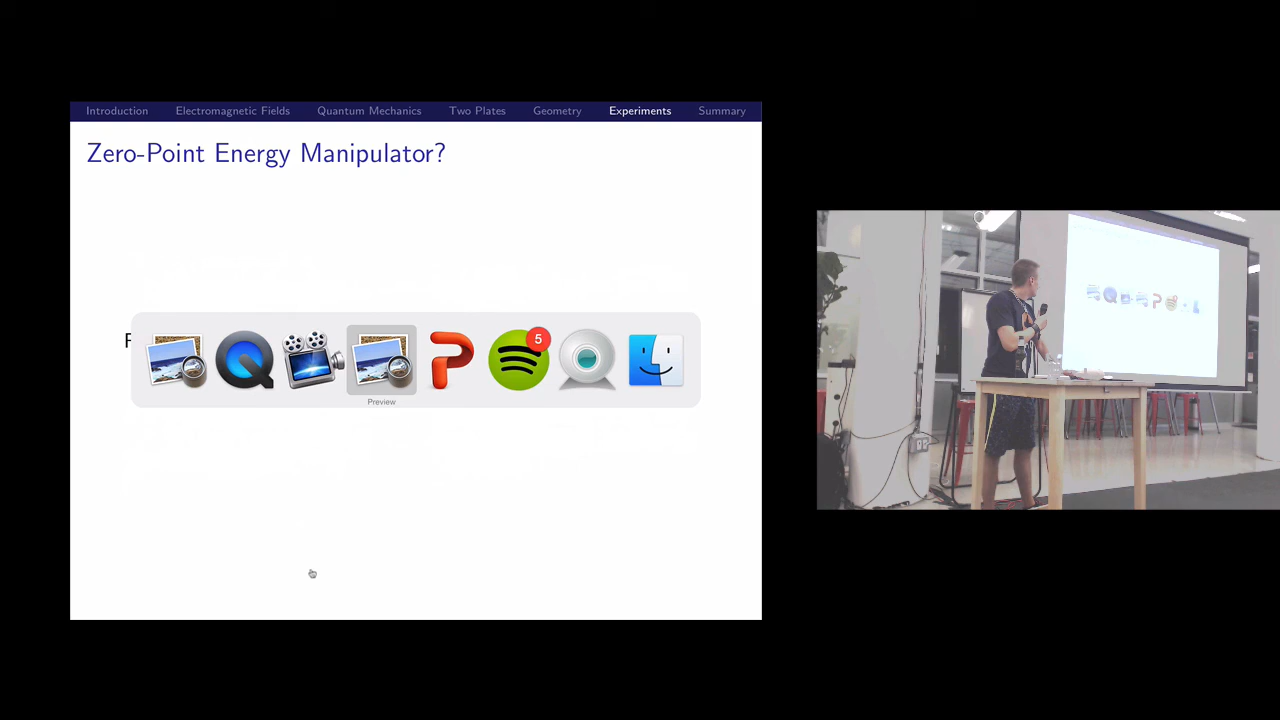 Introduction Electromagnetic Fields Quantum Mechanics Two Plates Geometry Experiments Summary
Zero-Point Energy Manipulator?
F
5
Preview